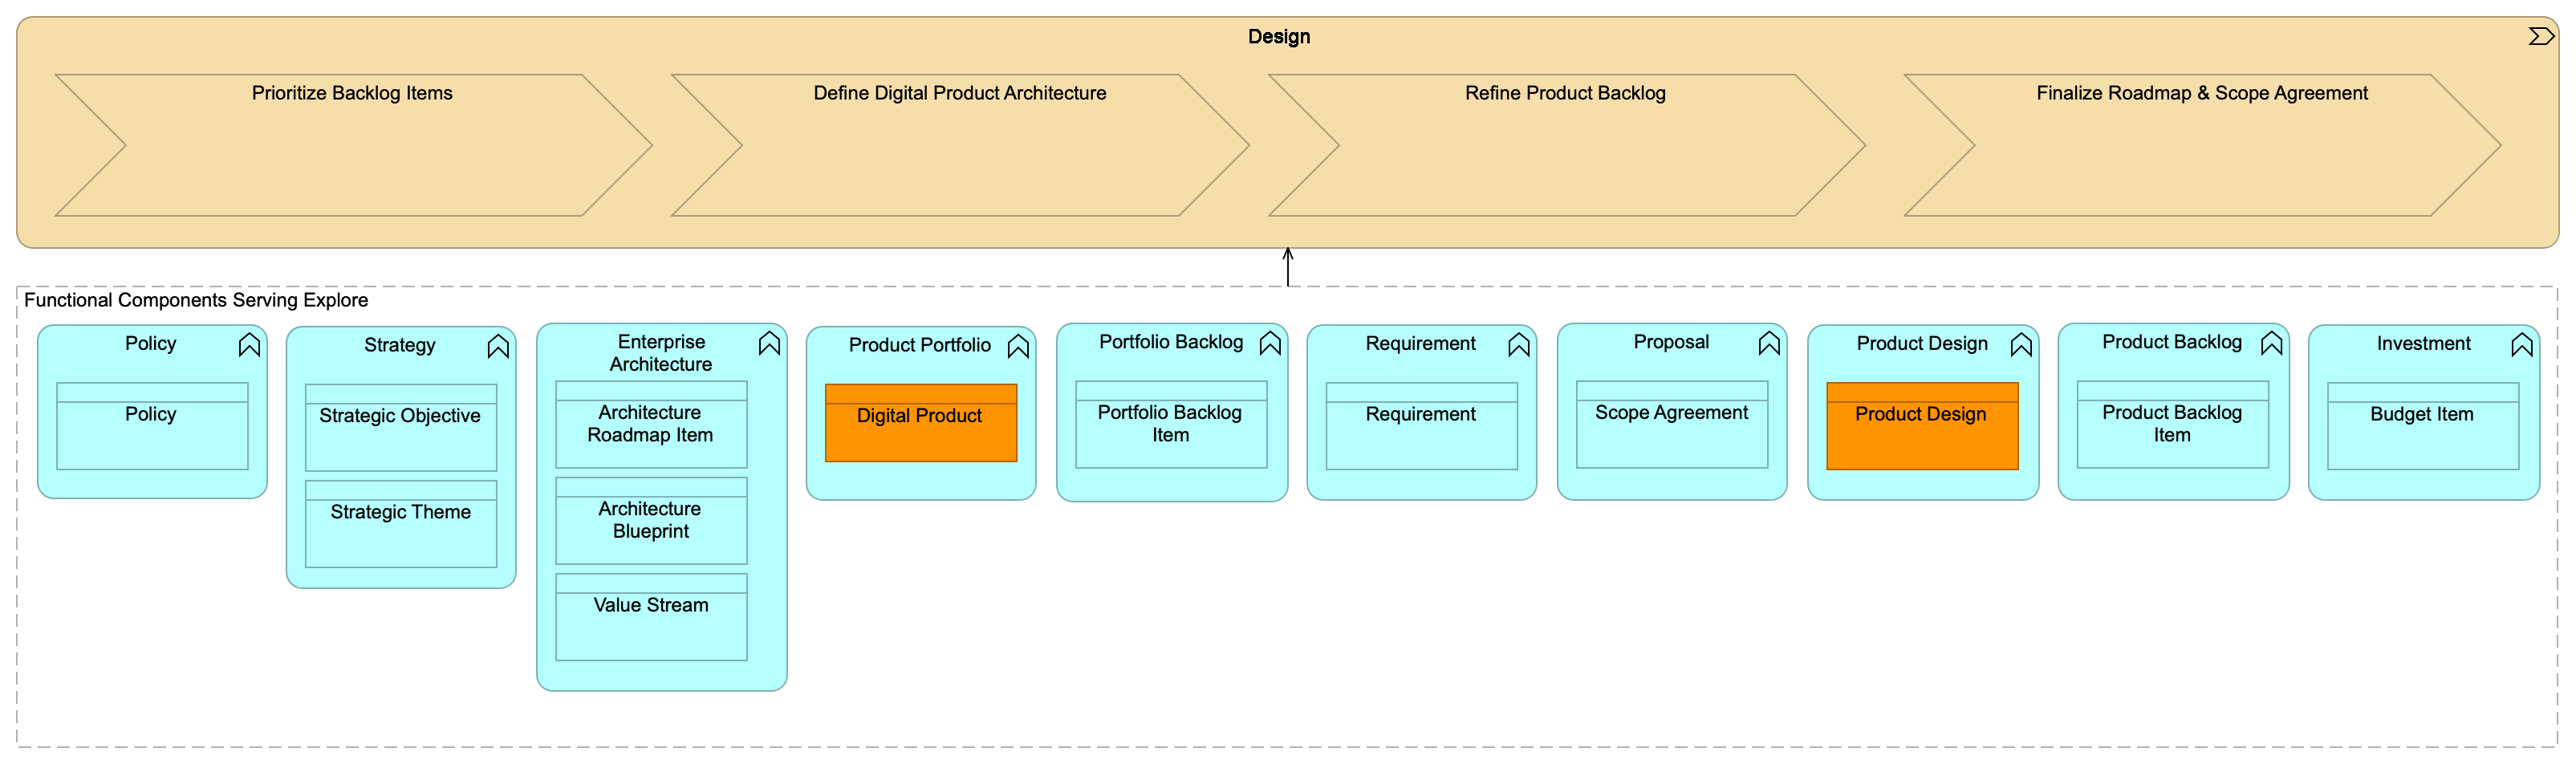 Design
Prioritize Backlog Items
Define Digital Product Architecture
Refine Product Backlog
Finalize Roadmap & Scope Agreement
Functional Components Serving Explore
Policy
Policy
Strategy
Strategic Objective
Strategic Theme
Enterprise
Architecture
Architecture
Roadmap Item
Architecture
Blueprint
Value Stream
Product Portfolio
Digital Product
Portfolio Backlog
Portfolio Backlog
Item
Requirement
Requirement
Proposal
Scope Agreement
Product Design
Product Design
Product Backlog
Product Backlog
Item
Investment
Budget Item